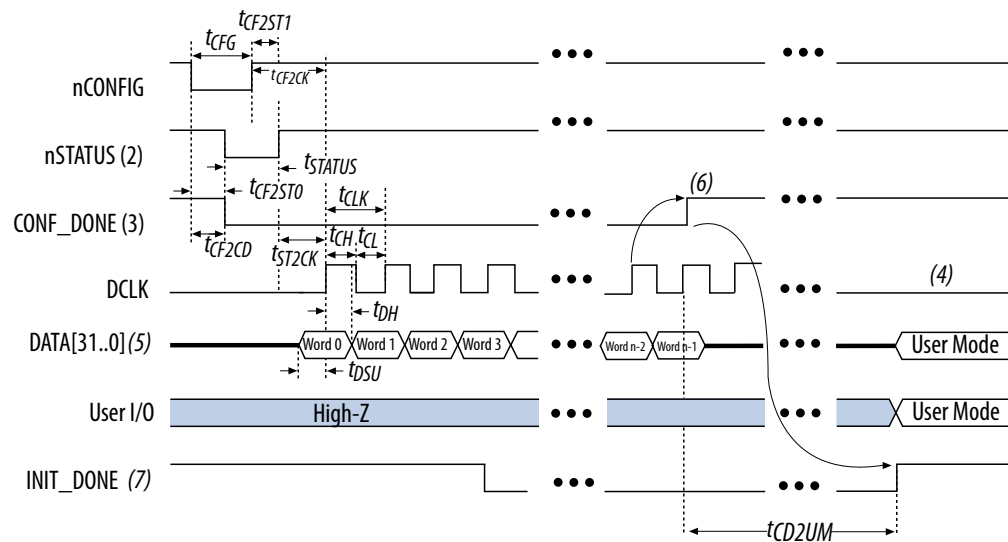 tCF2ST1
tCFG
tCF2CK
nCONFIG
nSTATUS (2)
tSTATUS
tCF2ST0
tCLK
(6)
CONF_DONE (3)
tCF2CD
tST2CK
tCH
tCL
DCLK
(4)
tDH
DATA[31..0](5)
Word 0
Word 1
Word 2
Word 3
Word n-2
Word n-1
User Mode
tDSU
User I/O
High-Z
User Mode
INIT_DONE (7)
tCD2UM